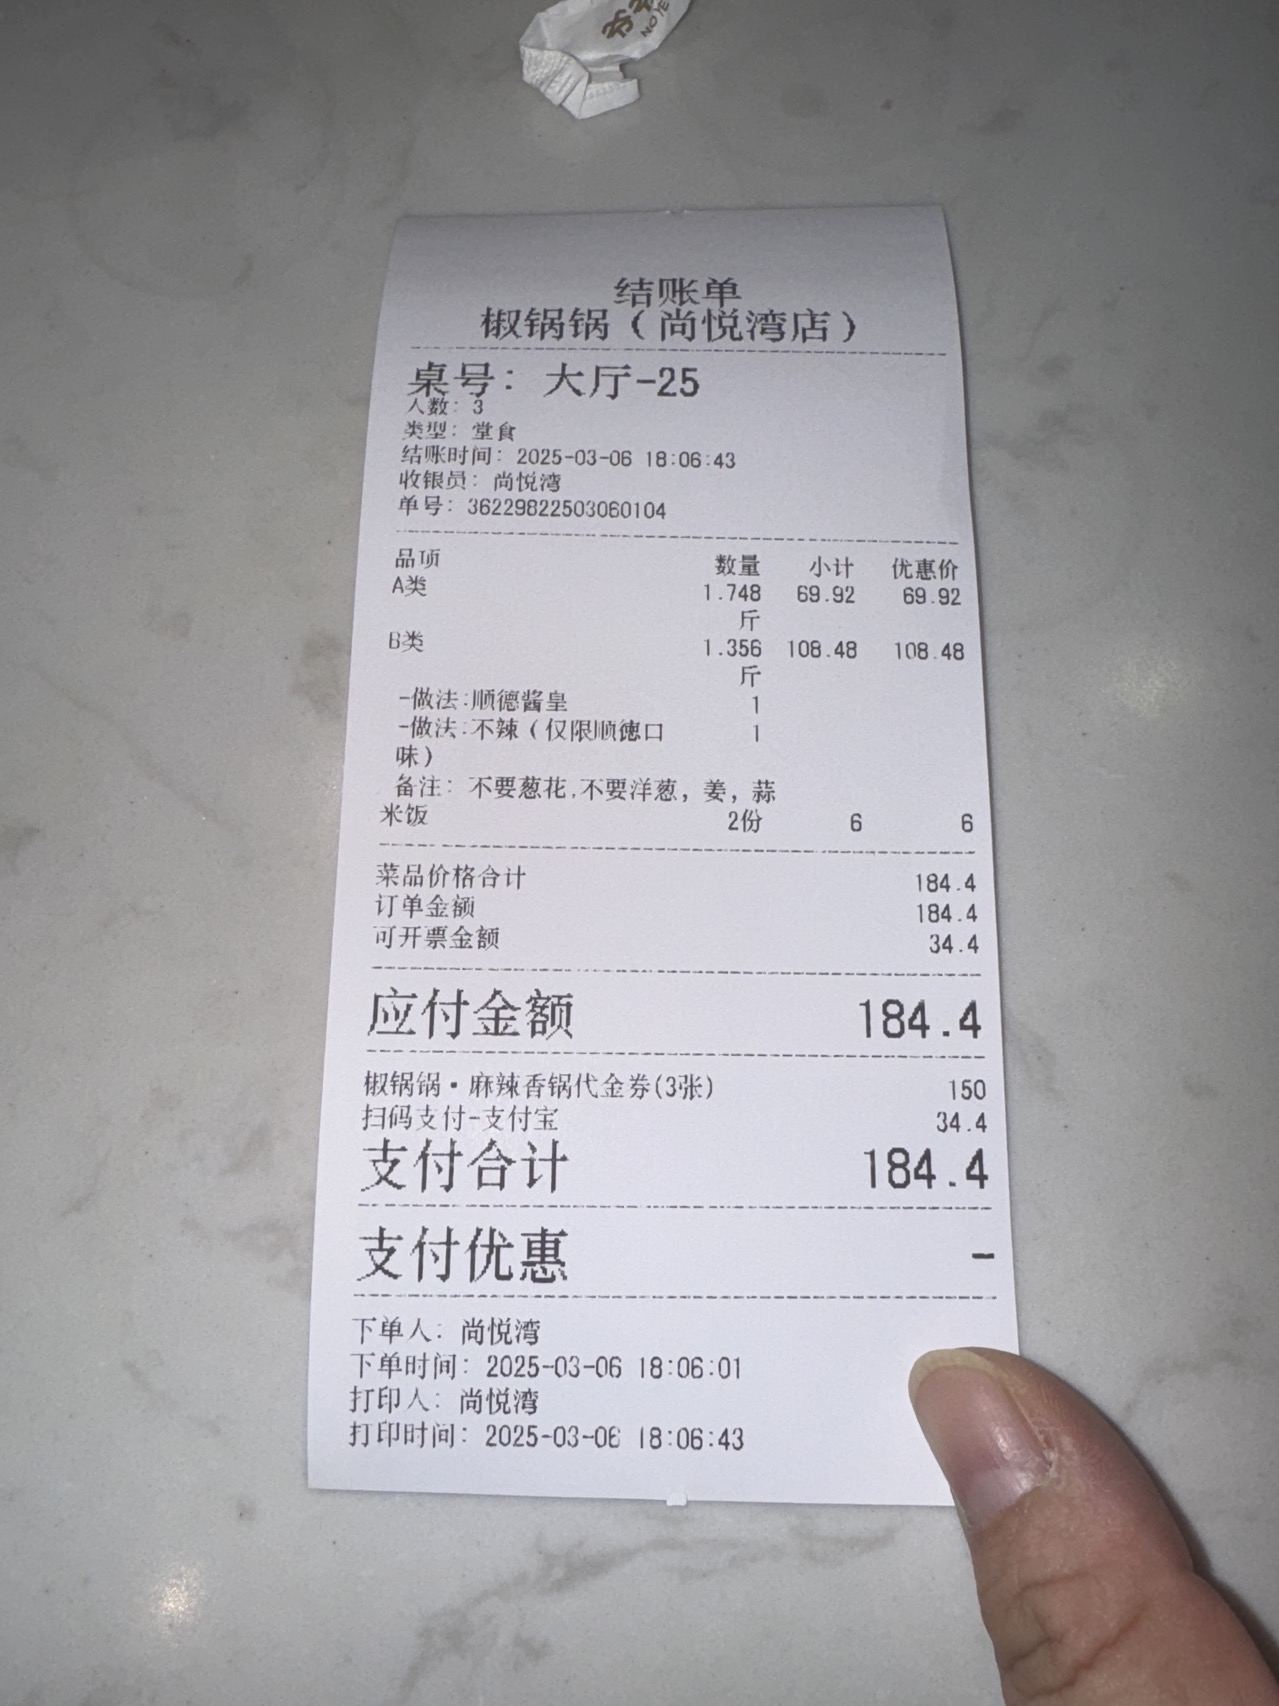 NO YE
结账单
椒锅锅（尚悦湾店）
桌号：大厅-25
人数：3
类型：堂食
结账时间：2025-03-06 18:06:43
收银员：尚悦湾
单号：36229822503060104
品项 数量 小计 优惠价
A类 1.748 69.92 69.92
斤
B类 1.356 108.48 108.48
斤
-做法:顺德酱皇 1
-做法:不辣（仅限顺德口 1
味）
备注：不要葱花,不要洋葱，姜，蒜
米饭 2份 6 6
菜品价格合计 184.4
订单金额 184.4
可开票金额 34.4
应付金额 184.4
椒锅锅·麻辣香锅代金券(3张) 150
扫码支付-支付宝 34.4
支付合计 184.4
支付优惠 -
下单人：尚悦湾
下单时间：2025-03-06 18:06:01
打印人：尚悦湾
打印时间：2025-03-06 18:06:43